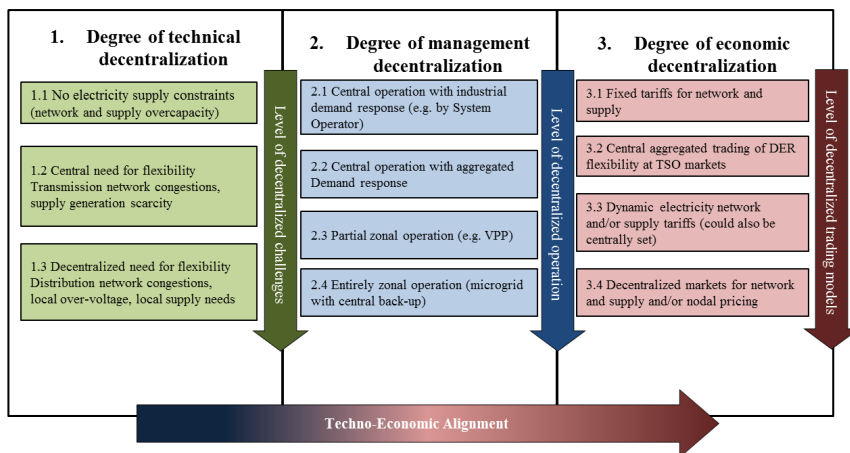 1. Degree of technical
decentralization
1.1 No electricity supply constraints
(network and supply overcapacity)
1.2 Central need for flexibility
Transmission network congestions,
supply generation scarcity
1.3 Decentralized need for flexibility
Distribution network congestions,
local over-voltage, local supply needs
Level of decentralized challenges
2. Degree of management
decentralization
2.1 Central operation with industrial
demand response (e.g. by System
Operator)
2.2 Central operation with aggregated
Demand response
2.3 Partial zonal operation (e.g. VPP)
2.4 Entirely zonal operation (microgrid
with central back-up)
Level of decentralized operation
3. Degree of economic
decentralization
3.1 Fixed tariffs for network and
supply
3.2 Central aggregated trading of DER
flexibility at TSO markets
3.3 Dynamic electricity network
and/or supply tariffs (could also be
centrally set)
3.4 Decentralized markets for network
and supply and/or nodal pricing
Level of decentralized trading models
Techno-Economic Alignment